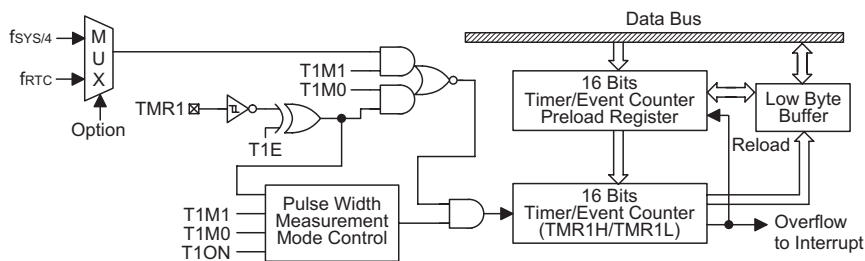 Data Bus
fSYS/4
fRTC
M
U
X
Option
T1M1
T1M0
TMR1
T1E
16 Bits
Timer/Event Counter
Preload Register
Low Byte
Buffer
Reload
T1M1
T1M0
T1ON
Pulse Width
Measurement
Mode Control
16 Bits
Timer/Event Counter
(TMR1H/TMR1L)
Overflow
to Interrupt